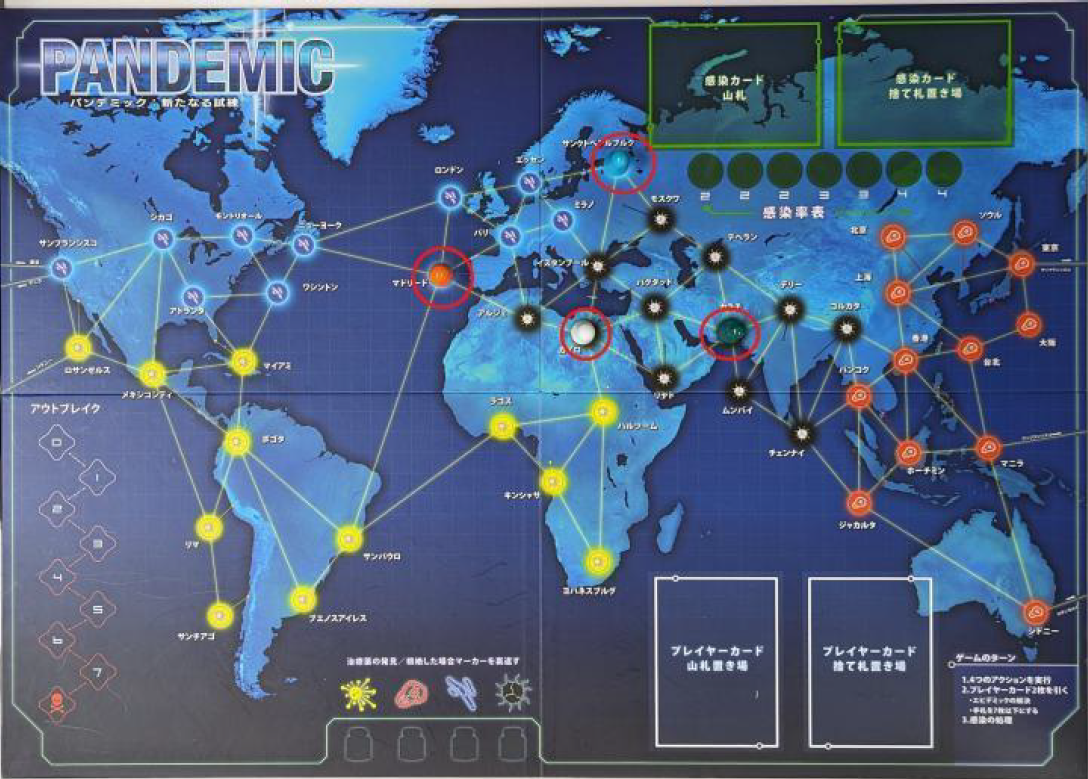 PANDEMIC
パンデミック：新たなる試練
感染カード
山札
感染カード
捨て札置き場
2 2 2 3 3 4 4
感染率表
サンクトペテルブルク
エッセン
ロンドン
モスクワ
ミラノ
ソウル
シカゴ
モントリオール
ニューヨーク
パリ
テヘラン
北京
サンフランシスコ
東京
イスタンブール
マドリード
バグダッド
デリー
上海
ワシントン
アトランタ
アルジェ
コルカタ
カラチ
カイロ
香港
大阪
ロサンゼルス
マイアミ
台北
バンコク
メキシコシティ
リヤド
ムンバイ
アウトブレイク
ラゴス
ハルツーム
ボゴタ
チェンナイ
0
1
2
3
4
5
6
7
ホーチミン
マニラ
キンシャサ
ジャカルタ
リマ
サンパウロ
ヨハネスブルグ
サンチアゴ
ブエノスアイレス
シドニー
治療薬の発見／根絶した場合マーカーを裏返す
プレイヤーカード
山札置き場
プレイヤーカード
捨て札置き場
ゲームのターン
1.4つのアクションを実行
2.プレイヤーカード2枚を引く
・エピデミックの解決
・手札を7枚以下にする
3.感染の処理